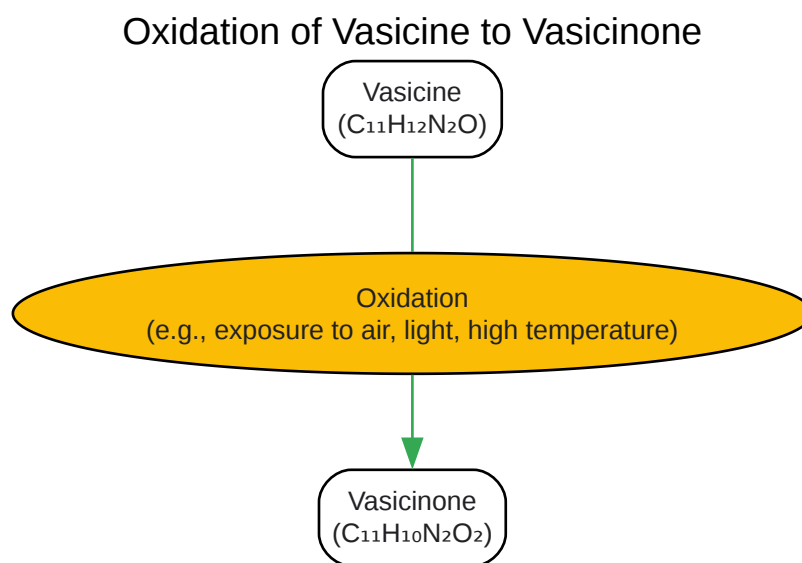 Oxidation of Vasicine to Vasicinone
Vasicine
(C₁₁H₁₂N₂O)
Oxidation
(e.g., exposure to air, light, high temperature)
Vasicinone
(C₁₁H₁₀N₂O₂)